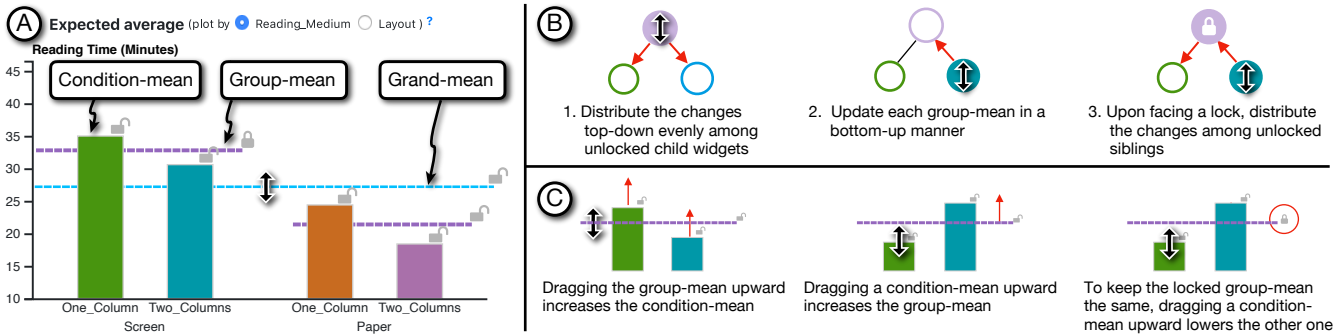 A
Expected average (plot by Reading_Medium Layout ) ?
Reading Time (Minutes)
Condition-mean
Group-mean
Grand-mean
45
40
35
30
25
20
15
10
One_Column
Two_Columns
One_Column
Two_Columns
Screen
Paper
B
1. Distribute the changes
top-down evenly among
unlocked child widgets
2. Update each group-mean in a
bottom-up manner
3. Upon facing a lock, distribute
the changes among unlocked
siblings
C
Dragging the group-mean upward
increases the condition-mean
Dragging a condition-mean upward
increases the group-mean
To keep the locked group-mean
the same, dragging a condition-
mean upward lowers the other one